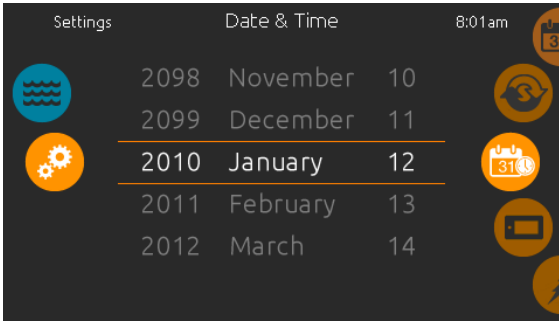 Settings Date & Time 8:01am
2098 November 10
2099 December 11
2010 January 12
2011 February 13
2012 March 14
31